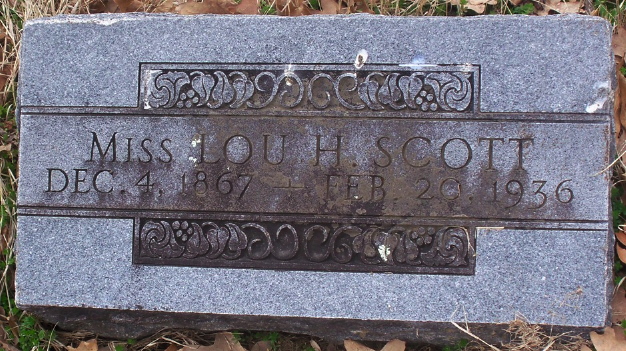 MISS LOU H. SCOTT
DEC. 4, 1867 — FEB. 20, 1936